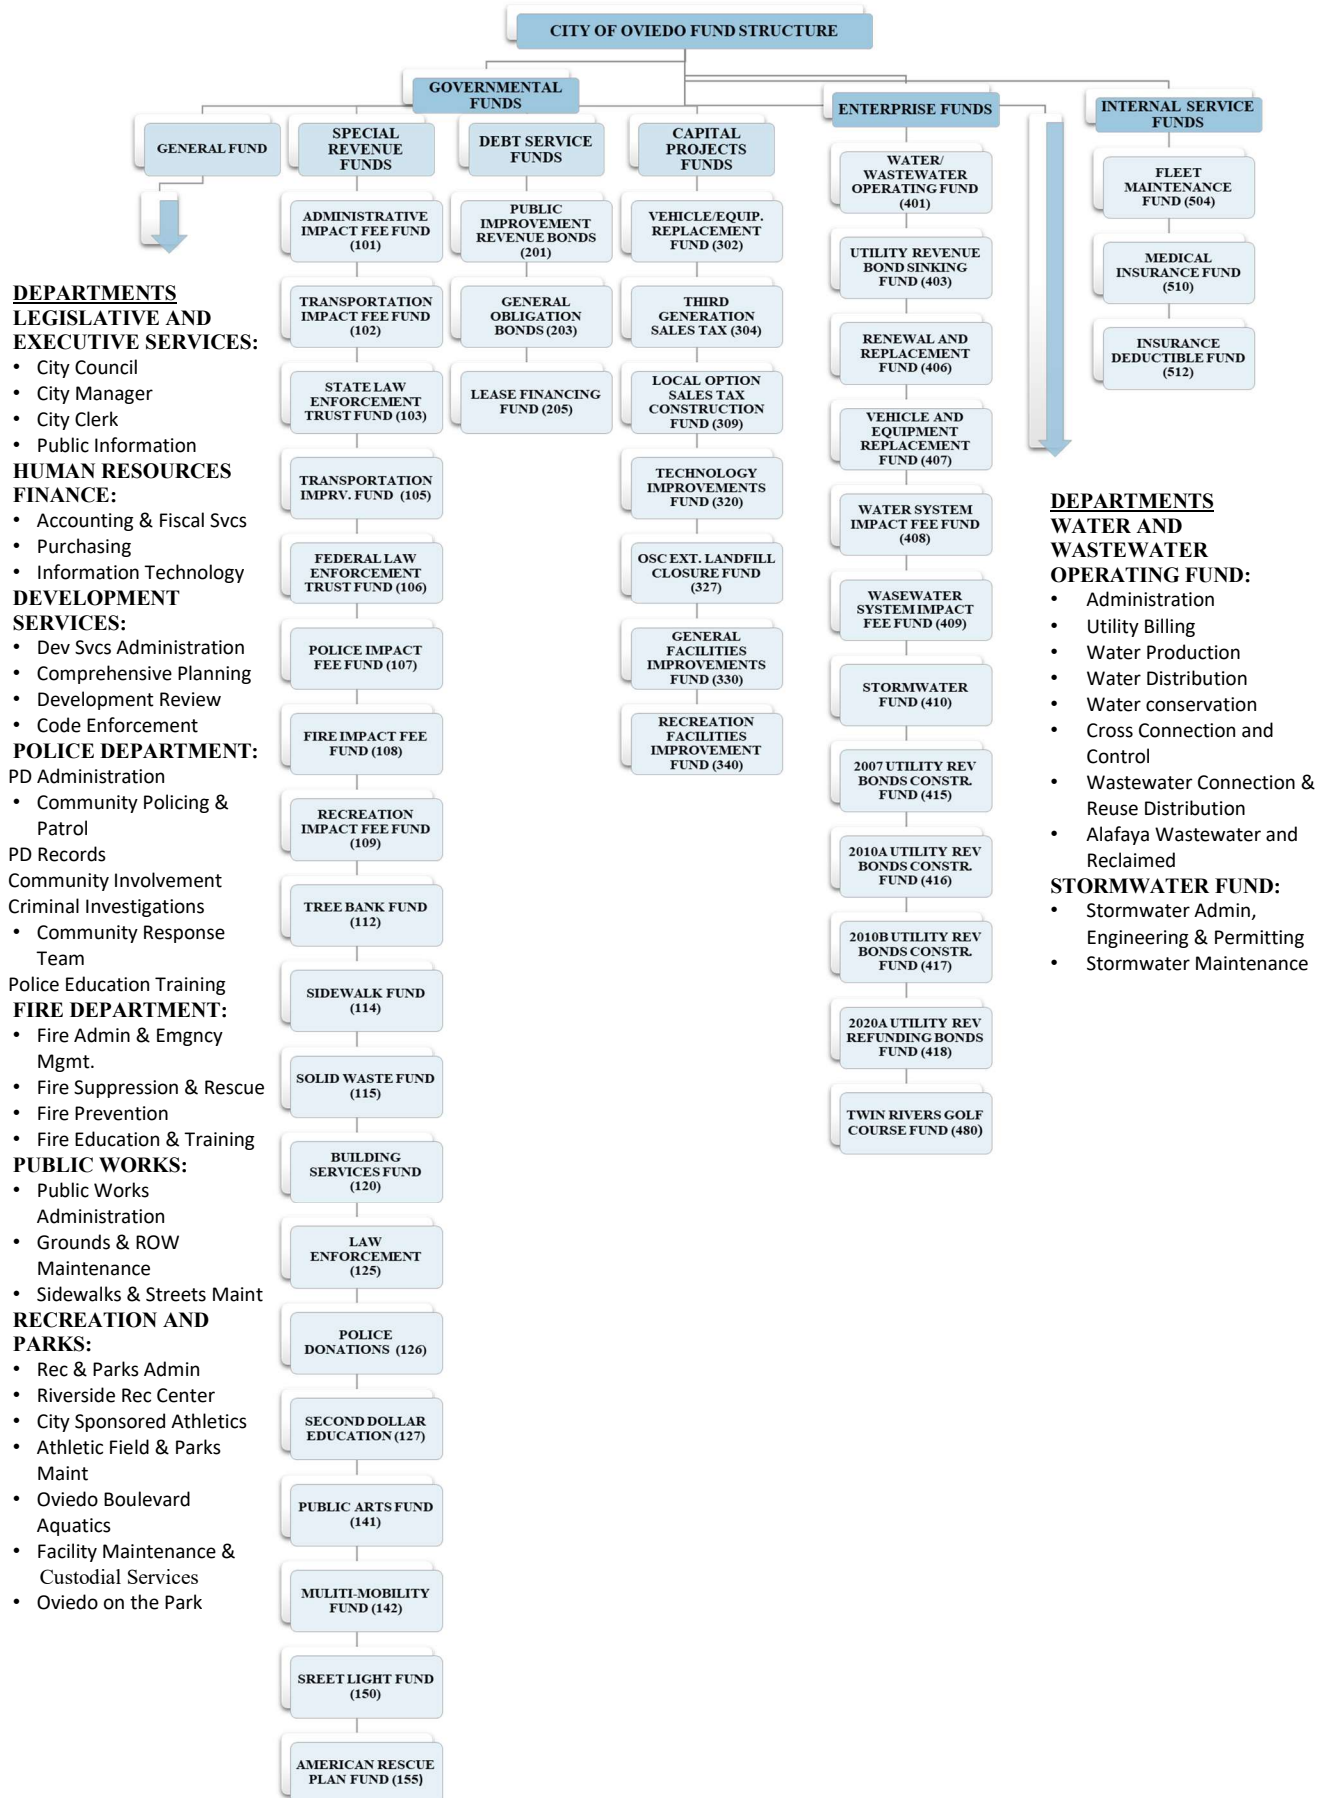 CITY OF OVIEDO FUND STRUCTURE
GOVERNMENTAL
FUNDS
GENERAL FUND
DEPARTMENTS
LEGISLATIVE AND
EXECUTIVE SERVICES:
• City Council
• City Manager
• City Clerk
• Public Information
HUMAN RESOURCES
FINANCE:
• Accounting & Fiscal Svcs
• Purchasing
• Information Technology
DEVELOPMENT
SERVICES:
• Dev Svcs Administration
• Comprehensive Planning
• Development Review
• Code Enforcement
POLICE DEPARTMENT:
PD Administration
• Community Policing &
Patrol
PD Records
Community Involvement
Criminal Investigations
• Community Response
Team
Police Education Training
FIRE DEPARTMENT:
• Fire Admin & Emgncy
Mgmt.
• Fire Suppression & Rescue
• Fire Prevention
• Fire Education & Training
PUBLIC WORKS:
• Public Works
Administration
• Grounds & ROW
Maintenance
• Sidewalks & Streets Maint
RECREATION AND
PARKS:
• Rec & Parks Admin
• Riverside Rec Center
• City Sponsored Athletics
• Athletic Field & Parks
Maint
• Oviedo Boulevard
Aquatics
• Facility Maintenance &
Custodial Services
• Oviedo on the Park
SPECIAL
REVENUE
FUNDS
ADMINISTRATIVE
IMPACT FEE FUND
(101)
TRANSPORTATION
IMPACT FEE FUND
(102)
STATE LAW
ENFORCEMENT
TRUST FUND (103)
TRANSPORTATION
IMPRV. FUND (105)
FEDERAL LAW
ENFORCEMENT
TRUST FUND (106)
POLICE IMPACT
FEE FUND (107)
FIRE IMPACT FEE
FUND (108)
RECREATION
IMPACT FEE FUND
(109)
TREE BANK FUND
(112)
SIDEWALK FUND
(114)
SOLID WASTE FUND
(115)
BUILDING
SERVICES FUND
(120)
LAW
ENFORCEMENT
(125)
POLICE
DONATIONS (126)
SECOND DOLLAR
EDUCATION (127)
PUBLIC ARTS FUND
(141)
MULITI-MOBILITY
FUND (142)
SREET LIGHT FUND
(150)
AMERICAN RESCUE
PLAN FUND (155)
DEBT SERVICE
FUNDS
PUBLIC
IMPROVEMENT
REVENUE BONDS
(201)
GENERAL
OBLIGATION
BONDS (203)
LEASE FINANCING
FUND (205)
CAPITAL
PROJECTS
FUNDS
VEHICLE/EQUIP.
REPLACEMENT
FUND (302)
THIRD
GENERATION
SALES TAX (304)
LOCAL OPTION
SALES TAX
CONSTRUCTION
FUND (309)
TECHNOLOGY
IMPROVEMENTS
FUND (320)
OSC EXT. LANDFILL
CLOSURE FUND
(327)
GENERAL
FACILITIES
IMPROVEMENTS
FUND (330)
RECREATION
FACILITIES
IMPROVEMENT
FUND (340)
ENTERPRISE FUNDS
WATER/
WASTEWATER
OPERATING FUND
(401)
UTILITY REVENUE
BOND SINKING
FUND (403)
RENEWAL AND
REPLACEMENT
FUND (406)
VEHICLE AND
EQUIPMENT
REPLACEMENT
FUND (407)
WATER SYSTEM
IMPACT FEE FUND
(408)
WASEWATER
SYSTEM IMPACT
FEE FUND (409)
STORMWATER
FUND (410)
2007 UTILITY REV
BONDS CONSTR.
FUND (415)
2010A UTILITY REV
BONDS CONSTR.
FUND (416)
2010B UTILITY REV
BONDS CONSTR.
FUND (417)
2020A UTILITY REV
REFUNDING BONDS
FUND (418)
TWIN RIVERS GOLF
COURSE FUND (480)
INTERNAL SERVICE
FUNDS
FLEET
MAINTENANCE
FUND (504)
MEDICAL
INSURANCE FUND
(510)
INSURANCE
DEDUCTIBLE FUND
(512)
DEPARTMENTS
WATER AND
WASTEWATER
OPERATING FUND:
• Administration
• Utility Billing
• Water Production
• Water Distribution
• Water conservation
• Cross Connection and
Control
• Wastewater Connection &
Reuse Distribution
• Alafaya Wastewater and
Reclaimed
STORMWATER FUND:
• Stormwater Admin,
Engineering & Permitting
• Stormwater Maintenance